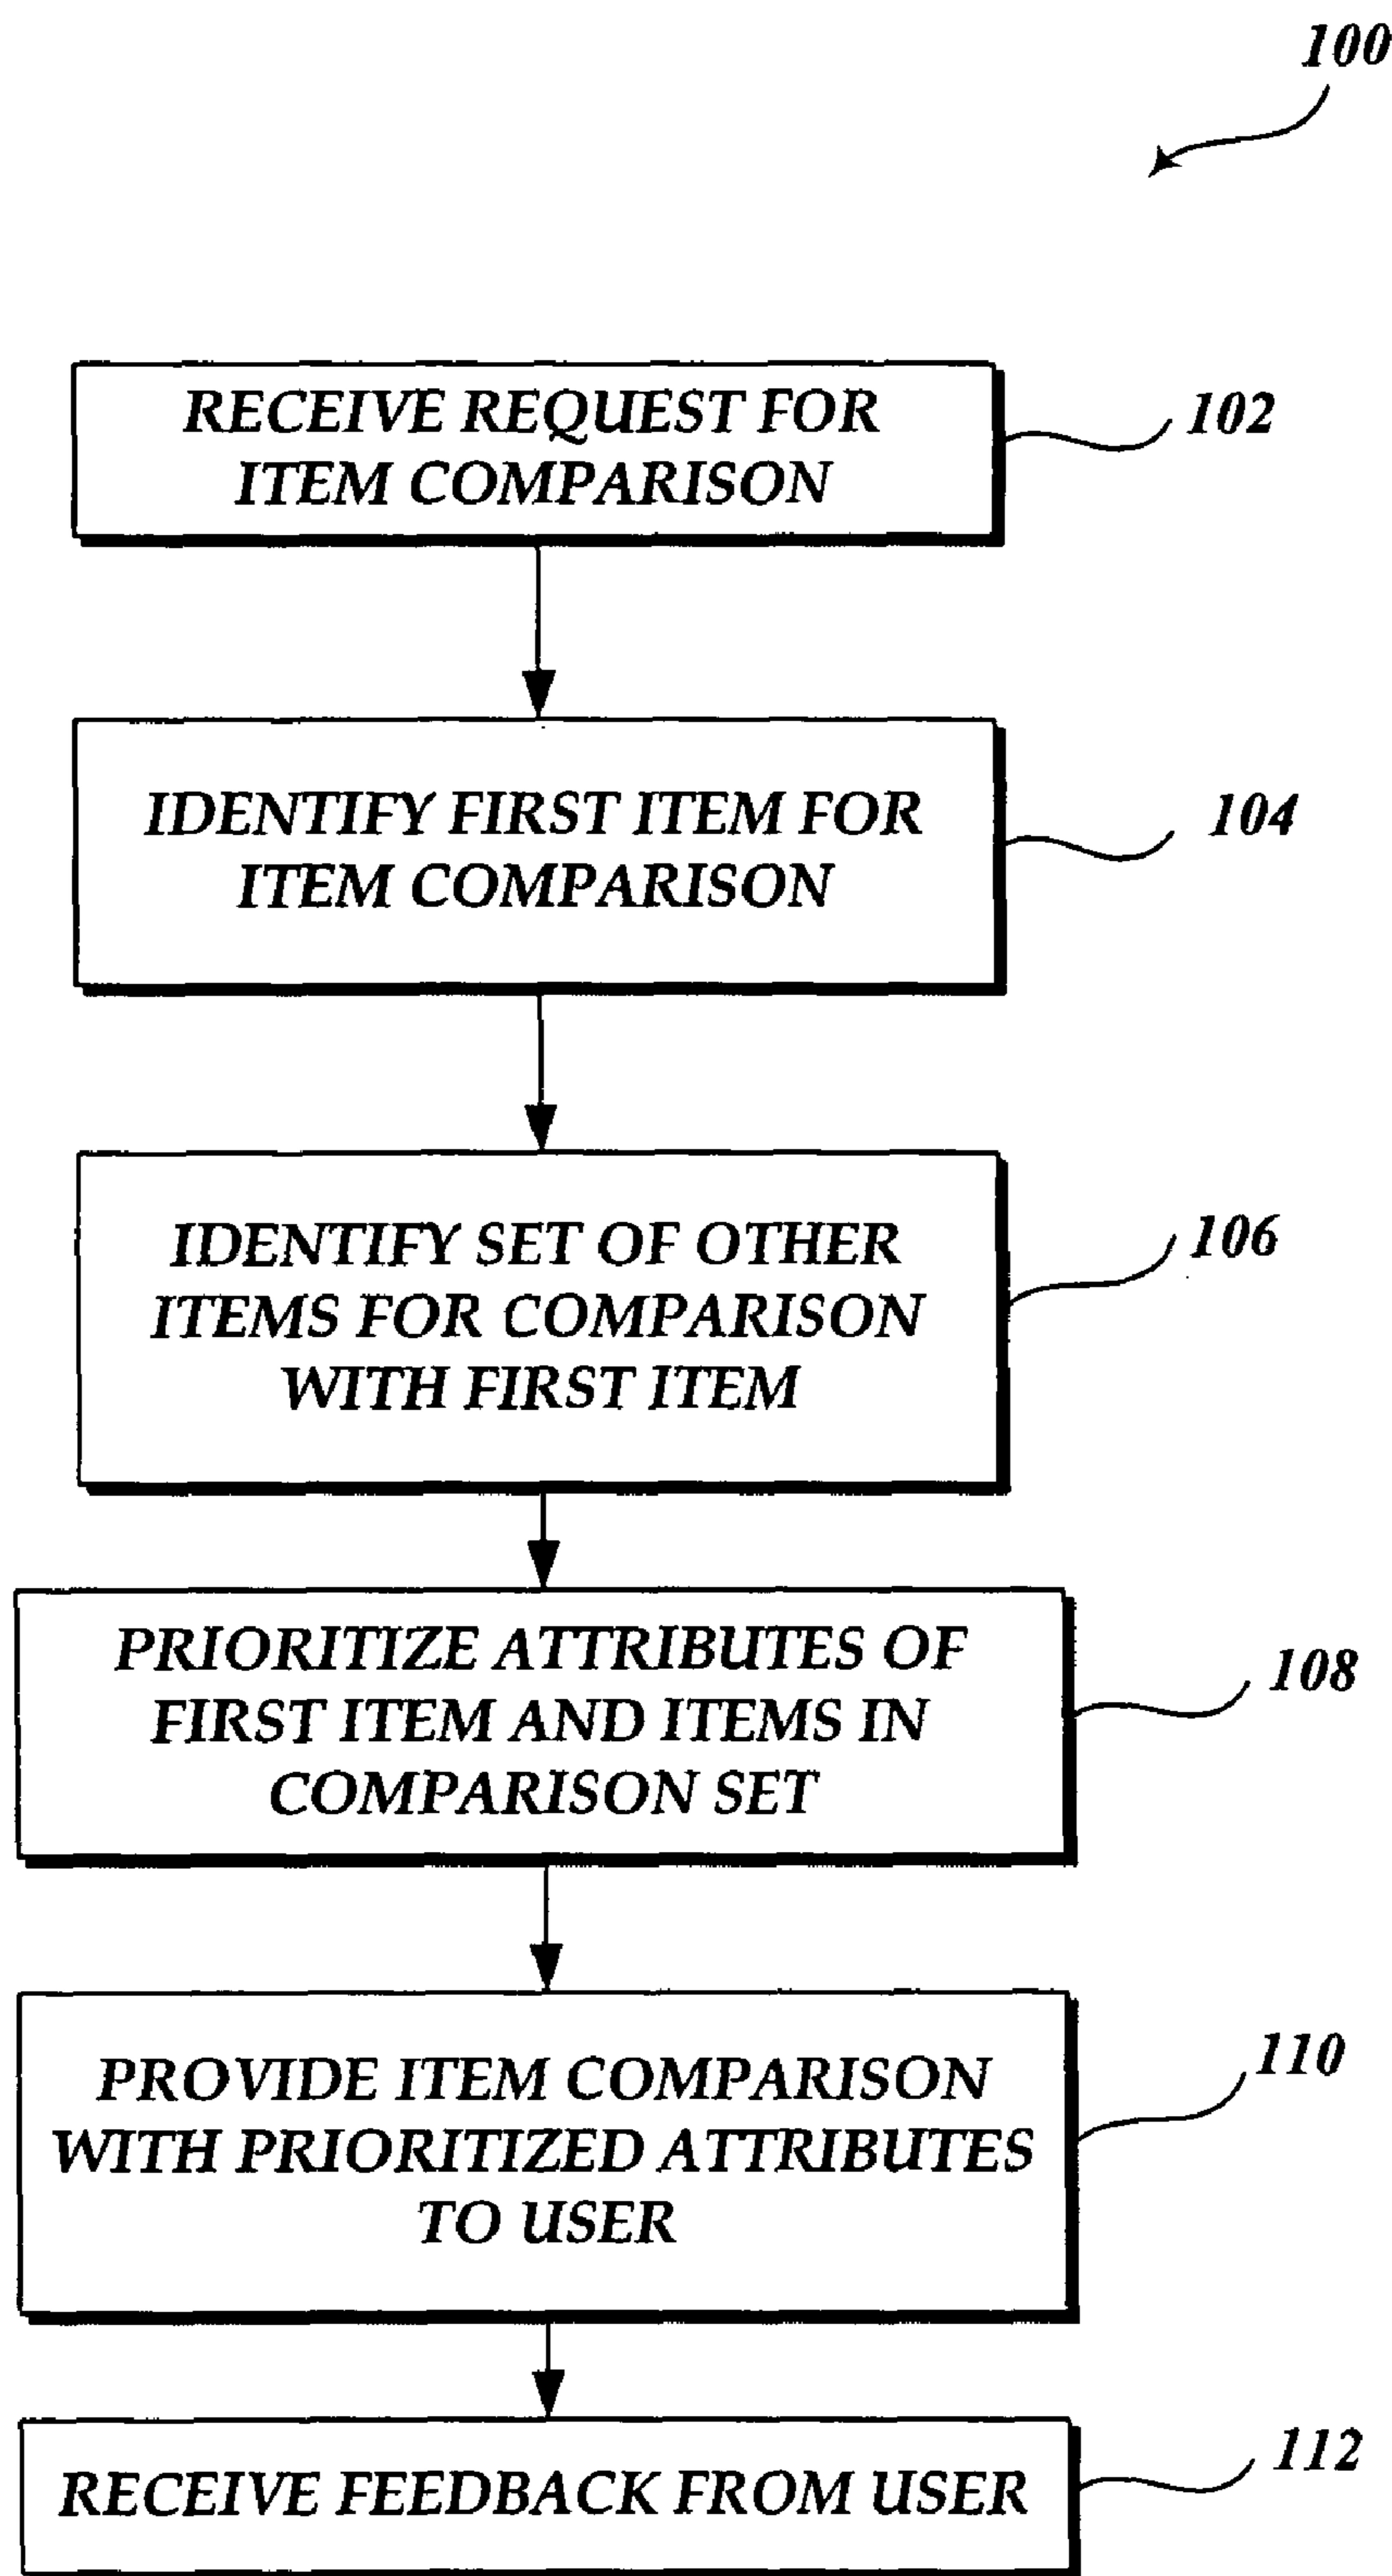 100
RECEIVE REQUEST FOR
ITEM COMPARISON
102
IDENTIFY FIRST ITEM FOR
ITEM COMPARISON
104
IDENTIFY SET OF OTHER
ITEMS FOR COMPARISON
WITH FIRST ITEM
106
PRIORITIZE ATTRIBUTES OF
FIRST ITEM AND ITEMS IN
COMPARISON SET
108
PROVIDE ITEM COMPARISON
WITH PRIORITIZED ATTRIBUTES
TO USER
110
RECEIVE FEEDBACK FROM USER
112